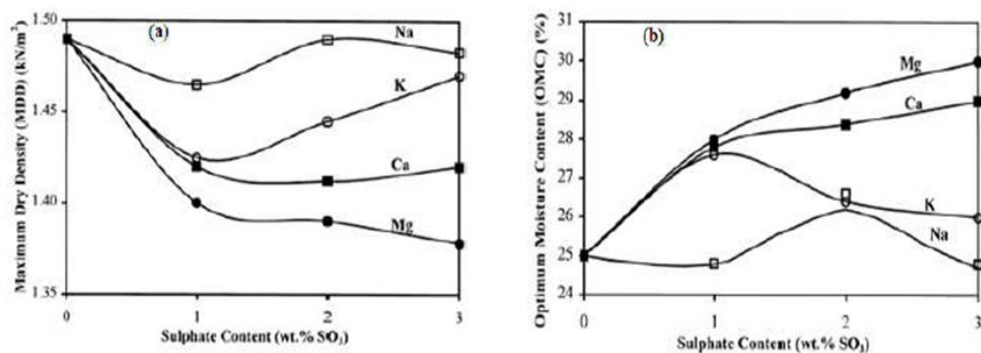 (a)
Maximum Dry Density (MDD) (kN/m³)
1.50
1.45
1.40
1.35
Na
K
Ca
Mg
0 1 2 3
Sulphate Content (wt.% SO₃)
(b)
Optimum Moisture Content (OMC) (%)
31
30
29
28
27
26
25
24
Mg
Ca
K
Na
0 1 2 3
Sulphate Content (wt.% SO₃)